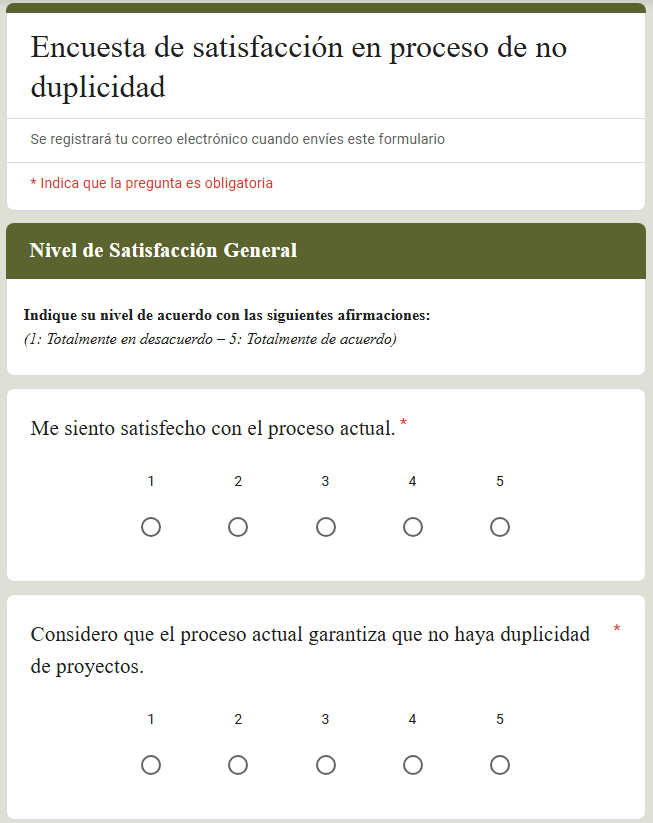 Encuesta de satisfacción en proceso de no
duplicidad
Se registrará tu correo electrónico cuando envíes este formulario
* Indica que la pregunta es obligatoria
Nivel de Satisfacción General
Indique su nivel de acuerdo con las siguientes afirmaciones:
(1: Totalmente en desacuerdo – 5: Totalmente de acuerdo)
Me siento satisfecho con el proceso actual. *
1 2 3 4 5
Considero que el proceso actual garantiza que no haya duplicidad *
de proyectos.
1 2 3 4 5